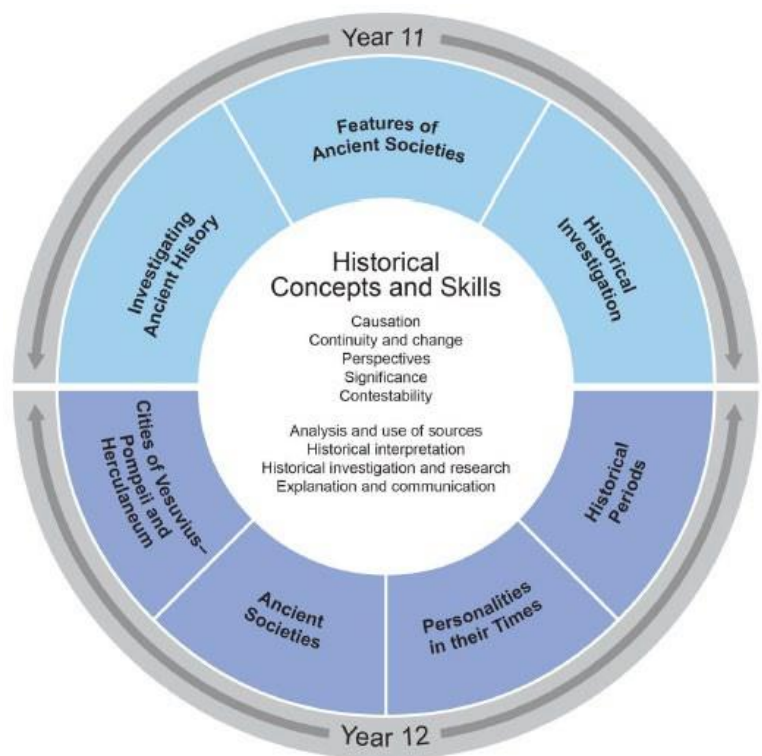 Year 11
Investigating
Ancient History
Features of
Ancient Societies
Historical
Investigation
Historical
Concepts and Skills
Causation
Continuity and change
Perspectives
Significance
Contestability
Analysis and use of sources
Historical interpretation
Historical investigation and research
Explanation and communication
Cities of Vesuvius–
Pompeii and
Herculaneum
Ancient
Societies
Personalities
in their Times
Historical
Periods
Year 12